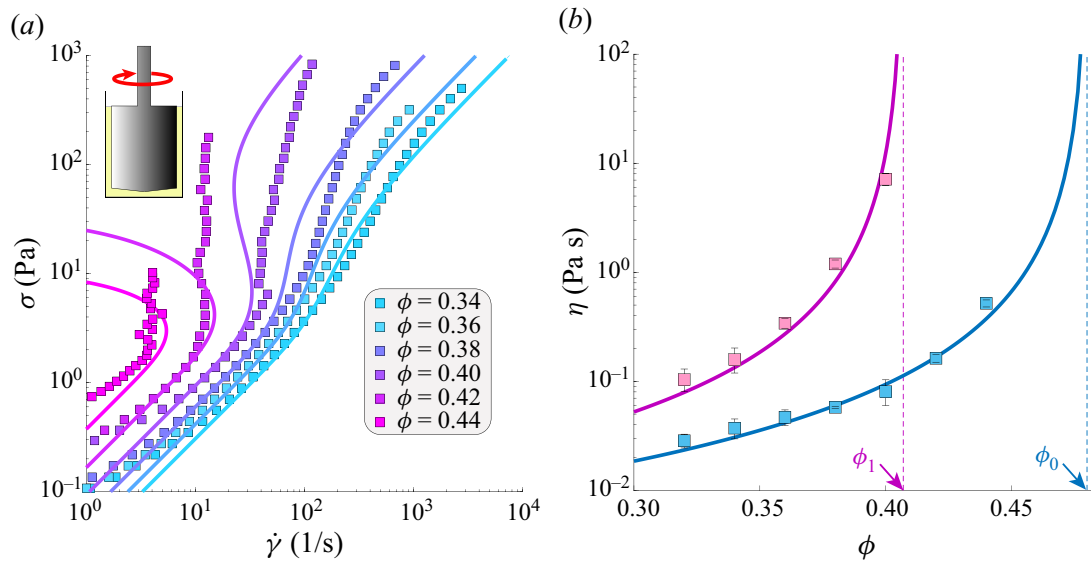 (a)
10³
10²
10¹
10⁰
10⁻¹
σ (Pa)
ϕ = 0.34
ϕ = 0.36
ϕ = 0.38
ϕ = 0.40
ϕ = 0.42
ϕ = 0.44
10⁰ 10¹ 10² 10³ 10⁴
γ̇ (1/s)
(b)
10²
10¹
10⁰
10⁻¹
10⁻²
η (Pa s)
ϕ₁ ϕ₀
0.30 0.35 0.40 0.45
ϕ